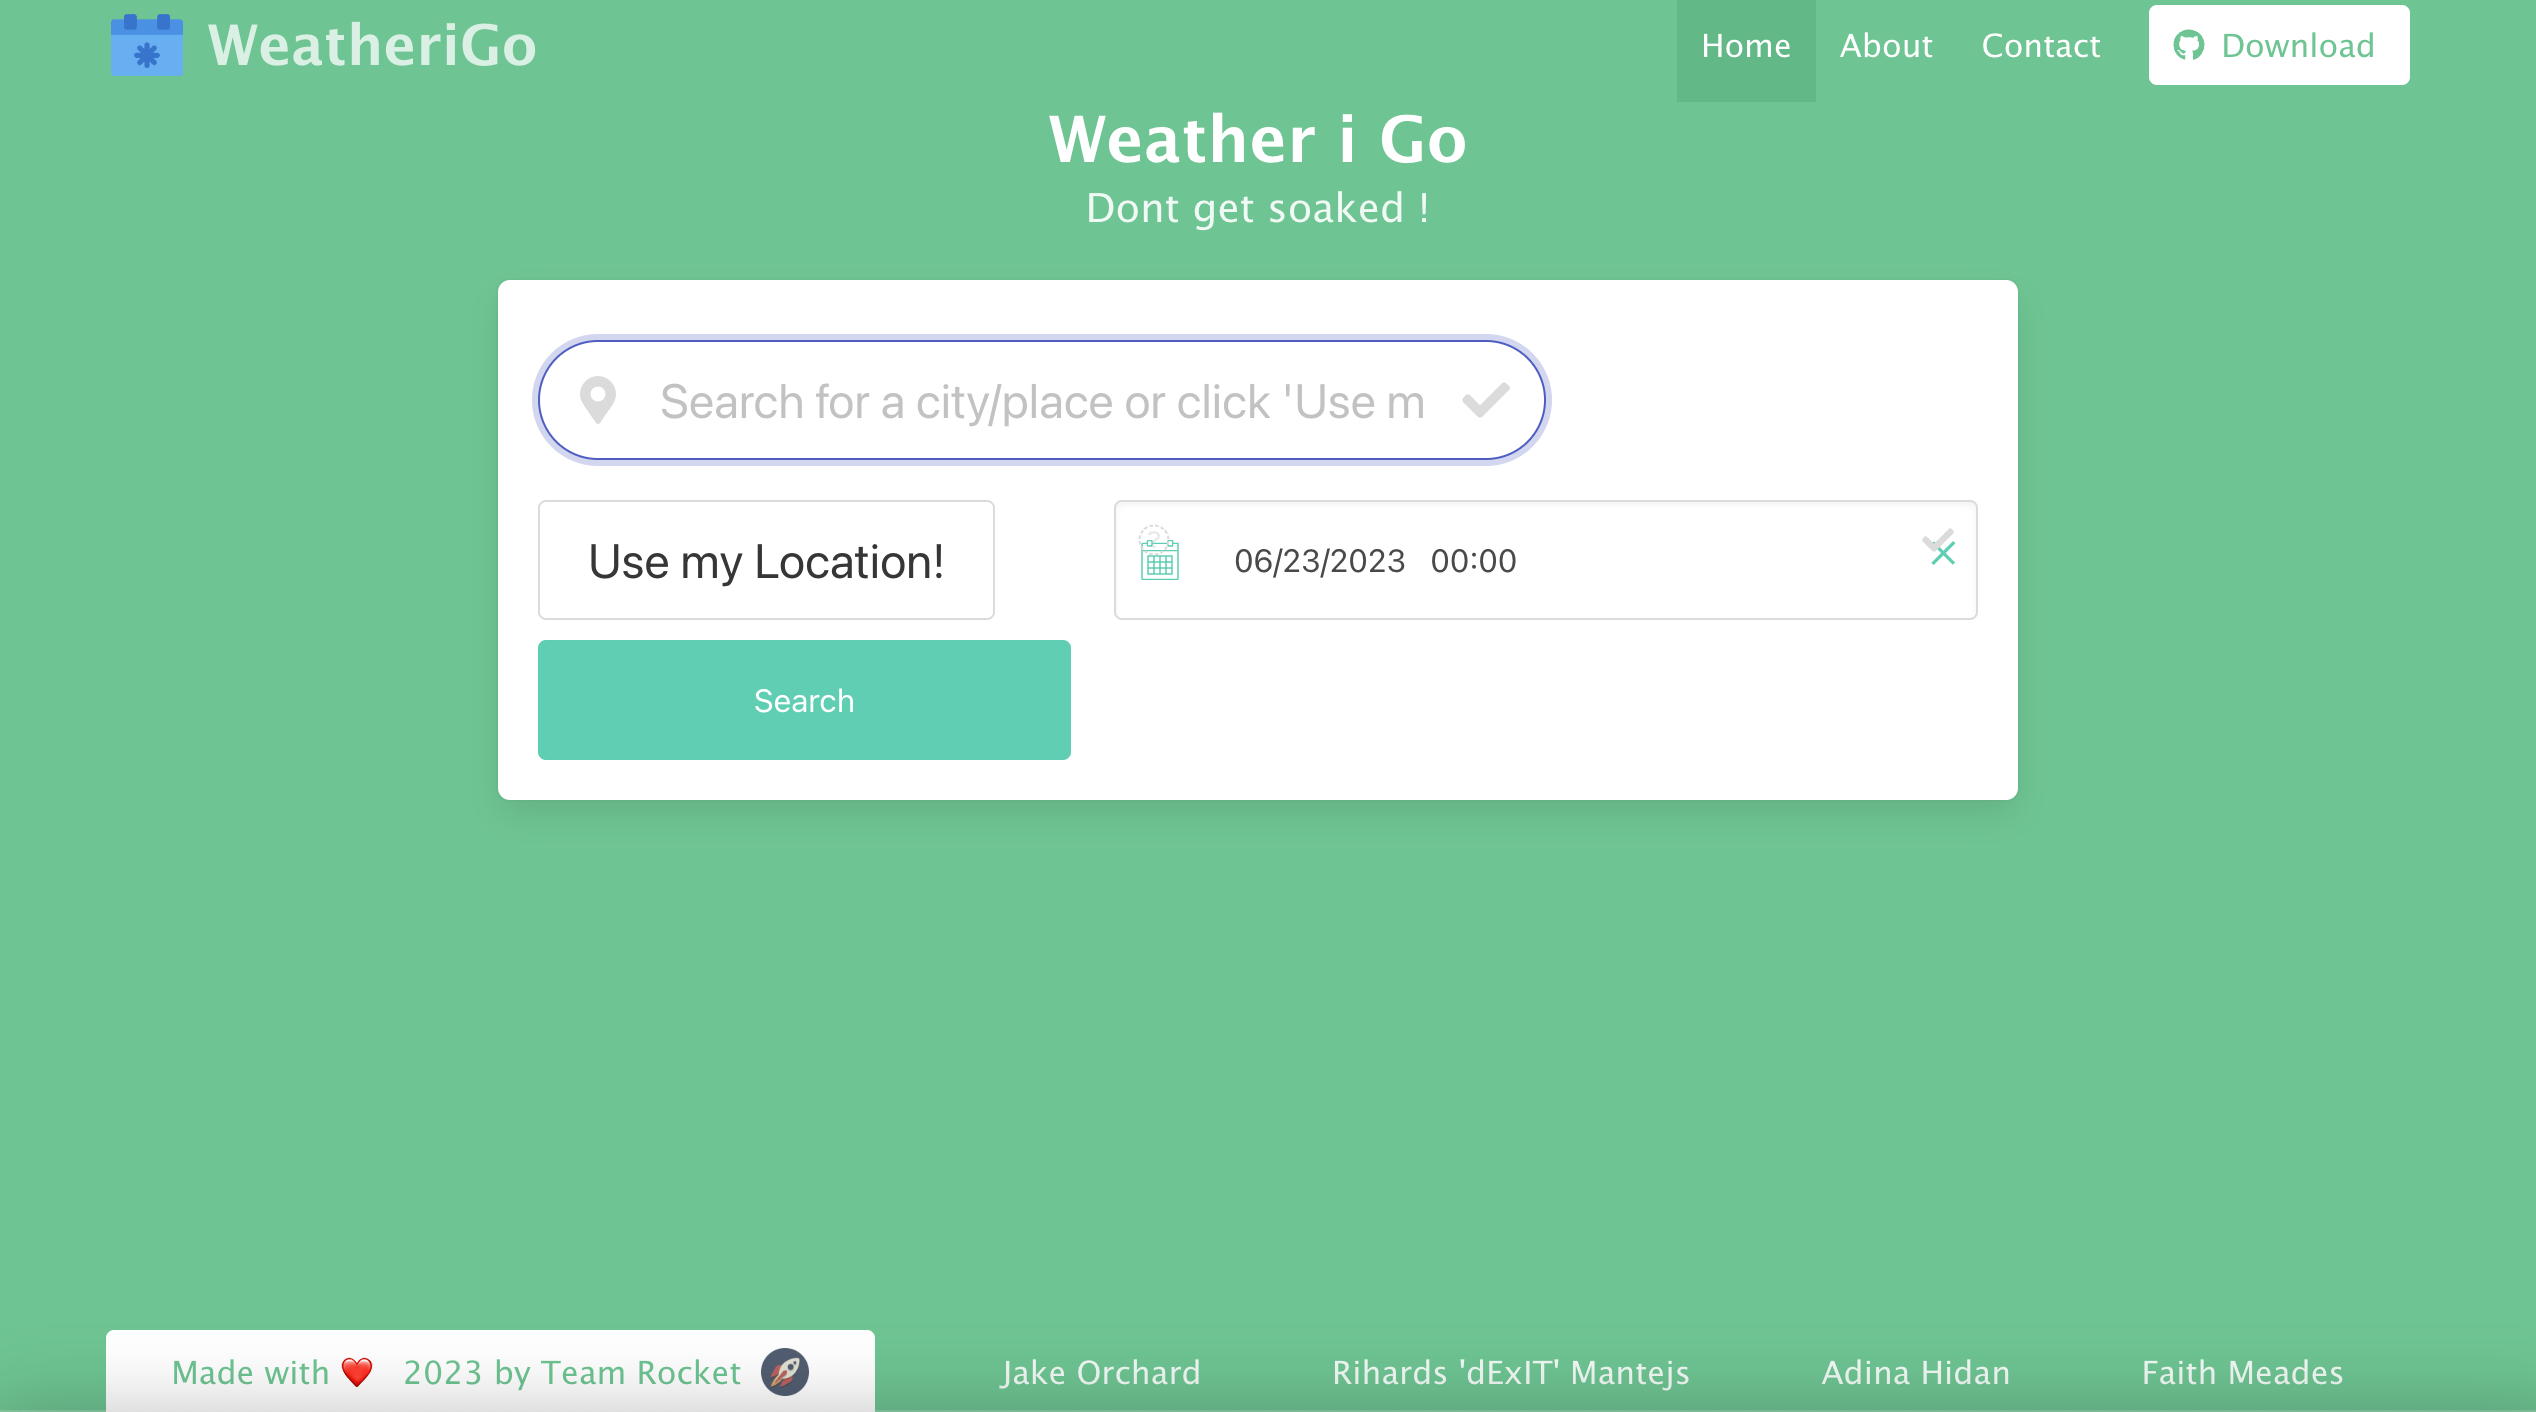 WeatheriGo
Home About Contact Download
Weather i Go
Dont get soaked !
Search for a city/place or click 'Use m
Use my Location!
06/23/2023 00:00
Search
Made with ❤️ 2023 by Team Rocket
Jake Orchard Rihards 'dExIT' Mantejs Adina Hidan Faith Meades